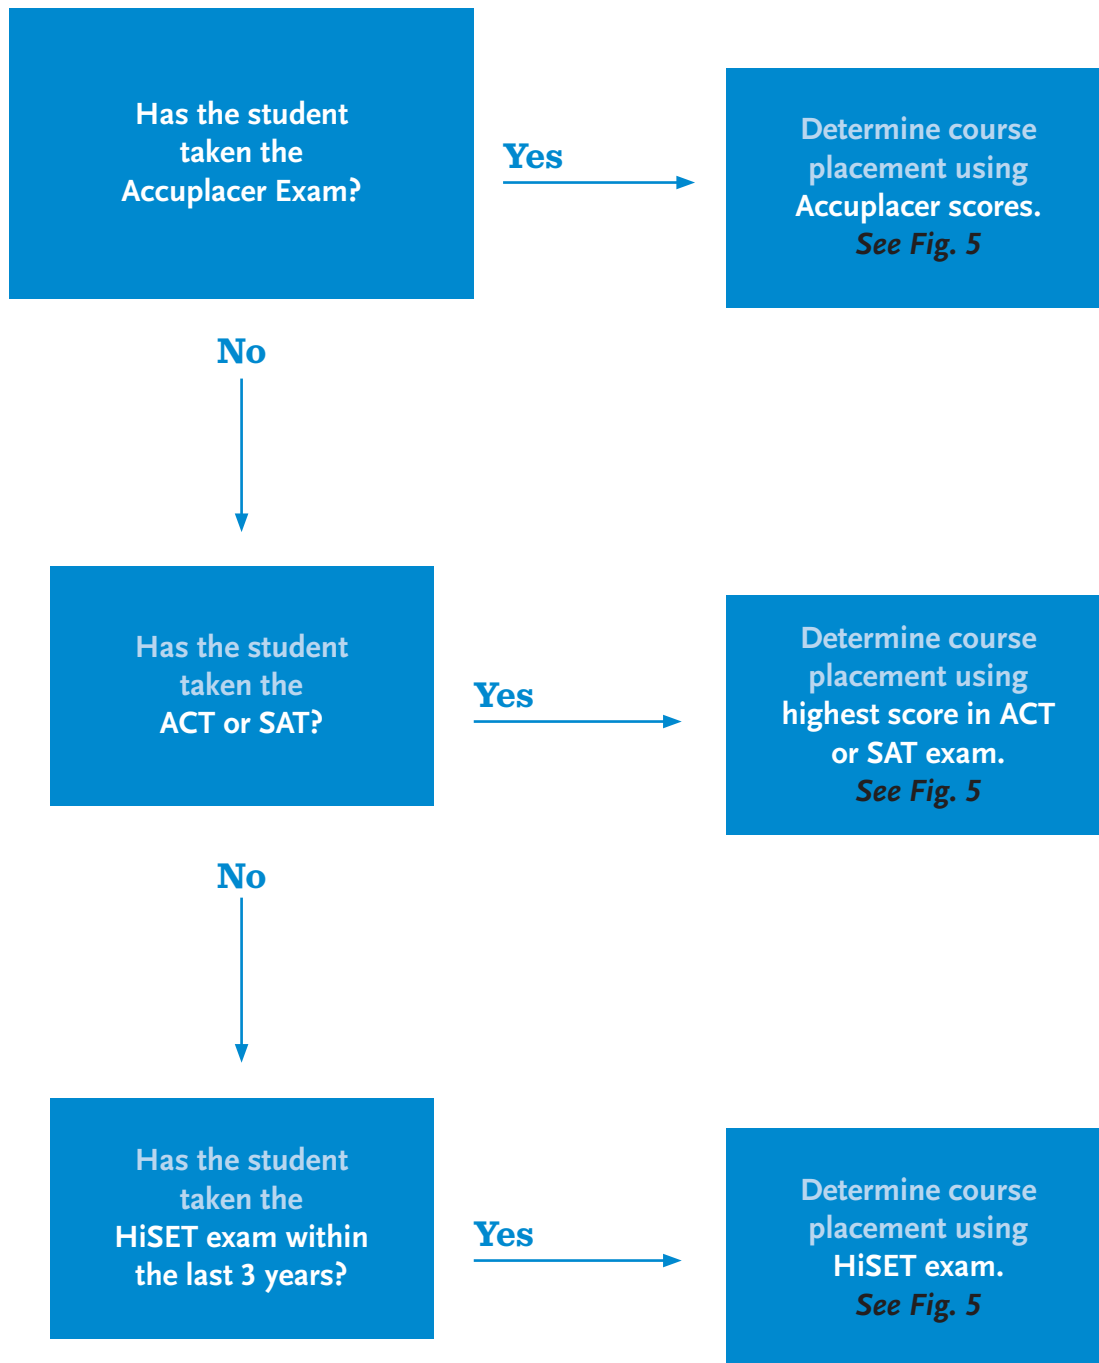 Has the student
taken the
Accuplacer Exam?
Yes
Determine course
placement using
Accuplacer scores.
See Fig. 5
No
Has the student
taken the
ACT or SAT?
Yes
Determine course
placement using
highest score in ACT
or SAT exam.
See Fig. 5
No
Has the student
taken the
HiSET exam within
the last 3 years?
Yes
Determine course
placement using
HiSET exam.
See Fig. 5